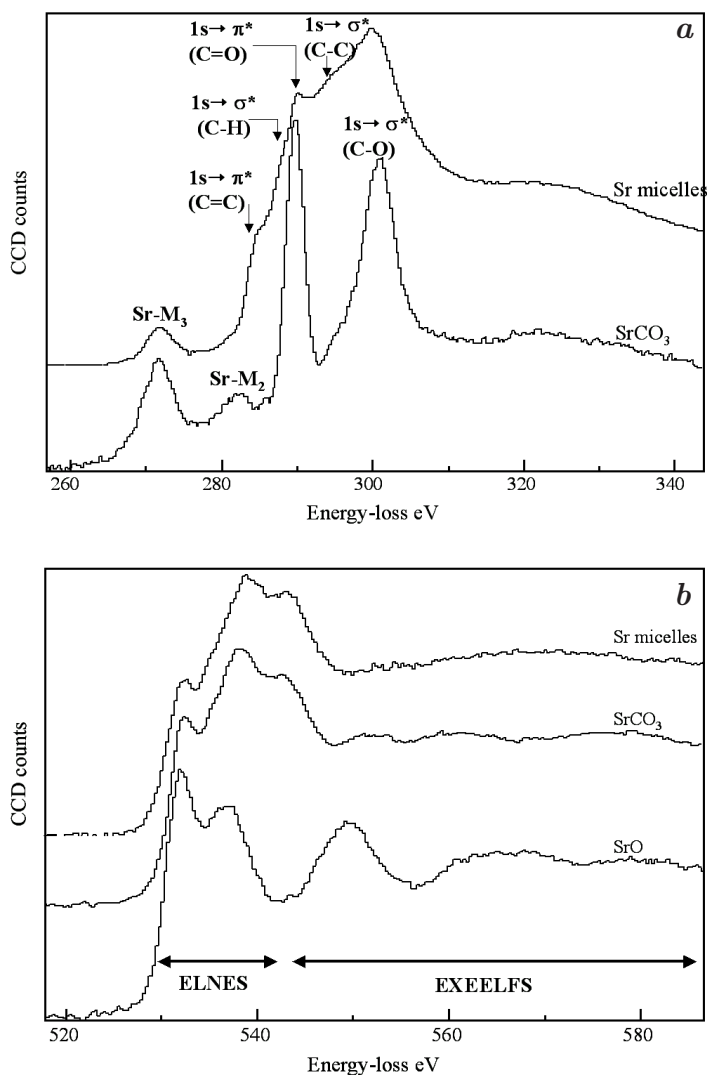 a
1s→ π*
(C=O)
1s→ σ*
(C-C)
1s→ σ*
(C-H)
1s→ σ*
(C-O)
1s→ π*
(C=C)
Sr micelles
Sr-M3
SrCO3
Sr-M2
CCD counts
260 280 290 300 320 340
Energy-loss eV
b
Sr micelles
SrCO3
SrO
CCD counts
ELNES EXEELFS
520 540 560 580
Energy-loss eV